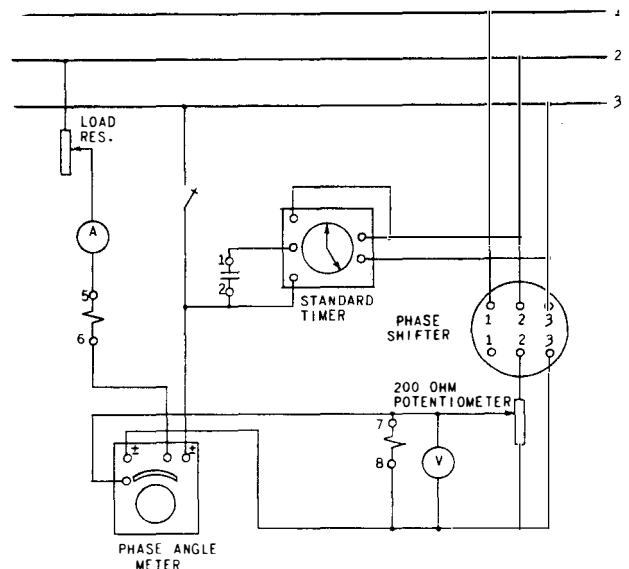 1
2
3
LOAD
RES.
A
1
2
STANDARD
TIMER
5
6
PHASE
SHIFTER
1 2 3
1 2 3
200 OHM
POTENTIOMETER
7
8
V
± ±
PHASE ANGLE
METER